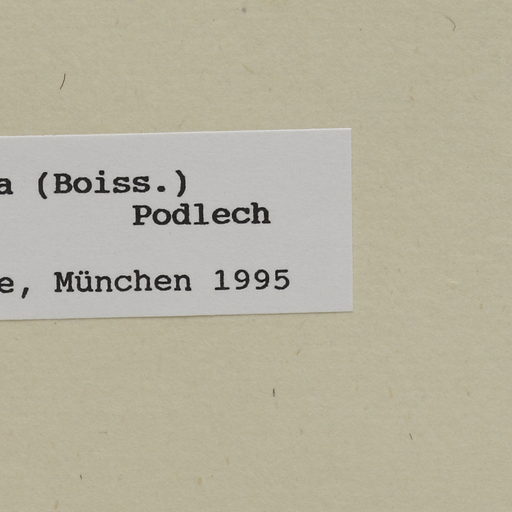 a (Boiss.)
Podlech
e, München 1995